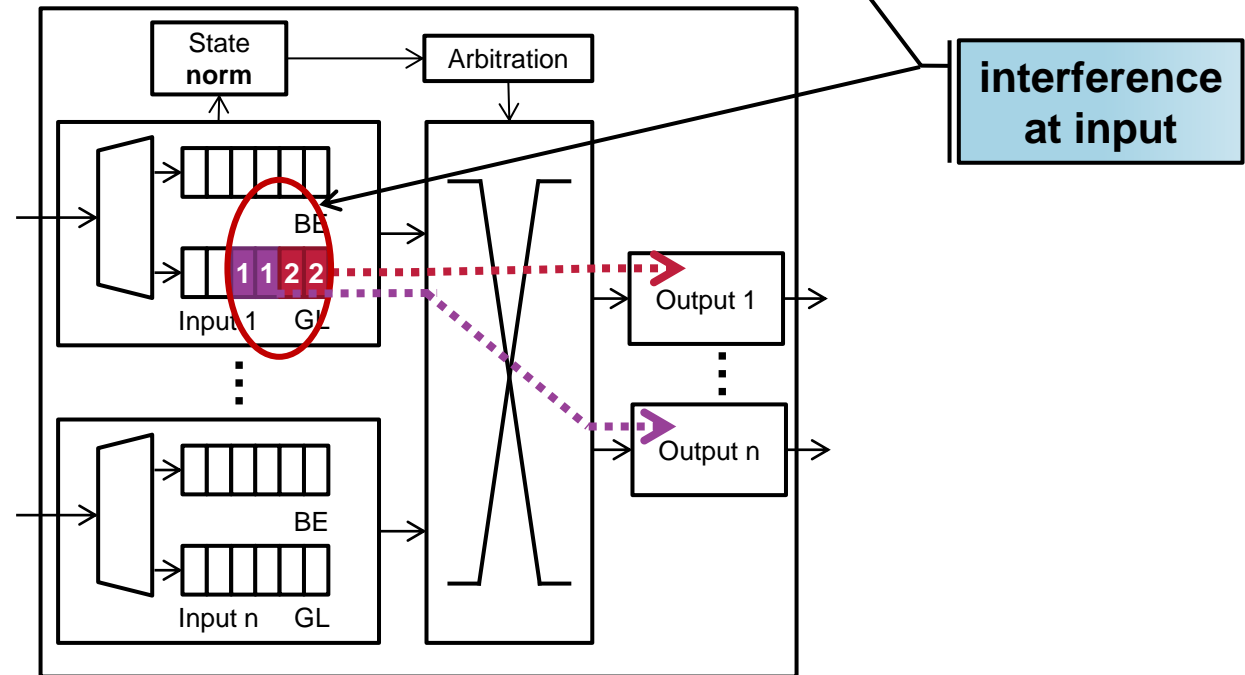 State
norm
Arbitration
interference
at input
BE
1 1 2 2
Input 1 GL
Output 1
Output n
BE
Input n GL